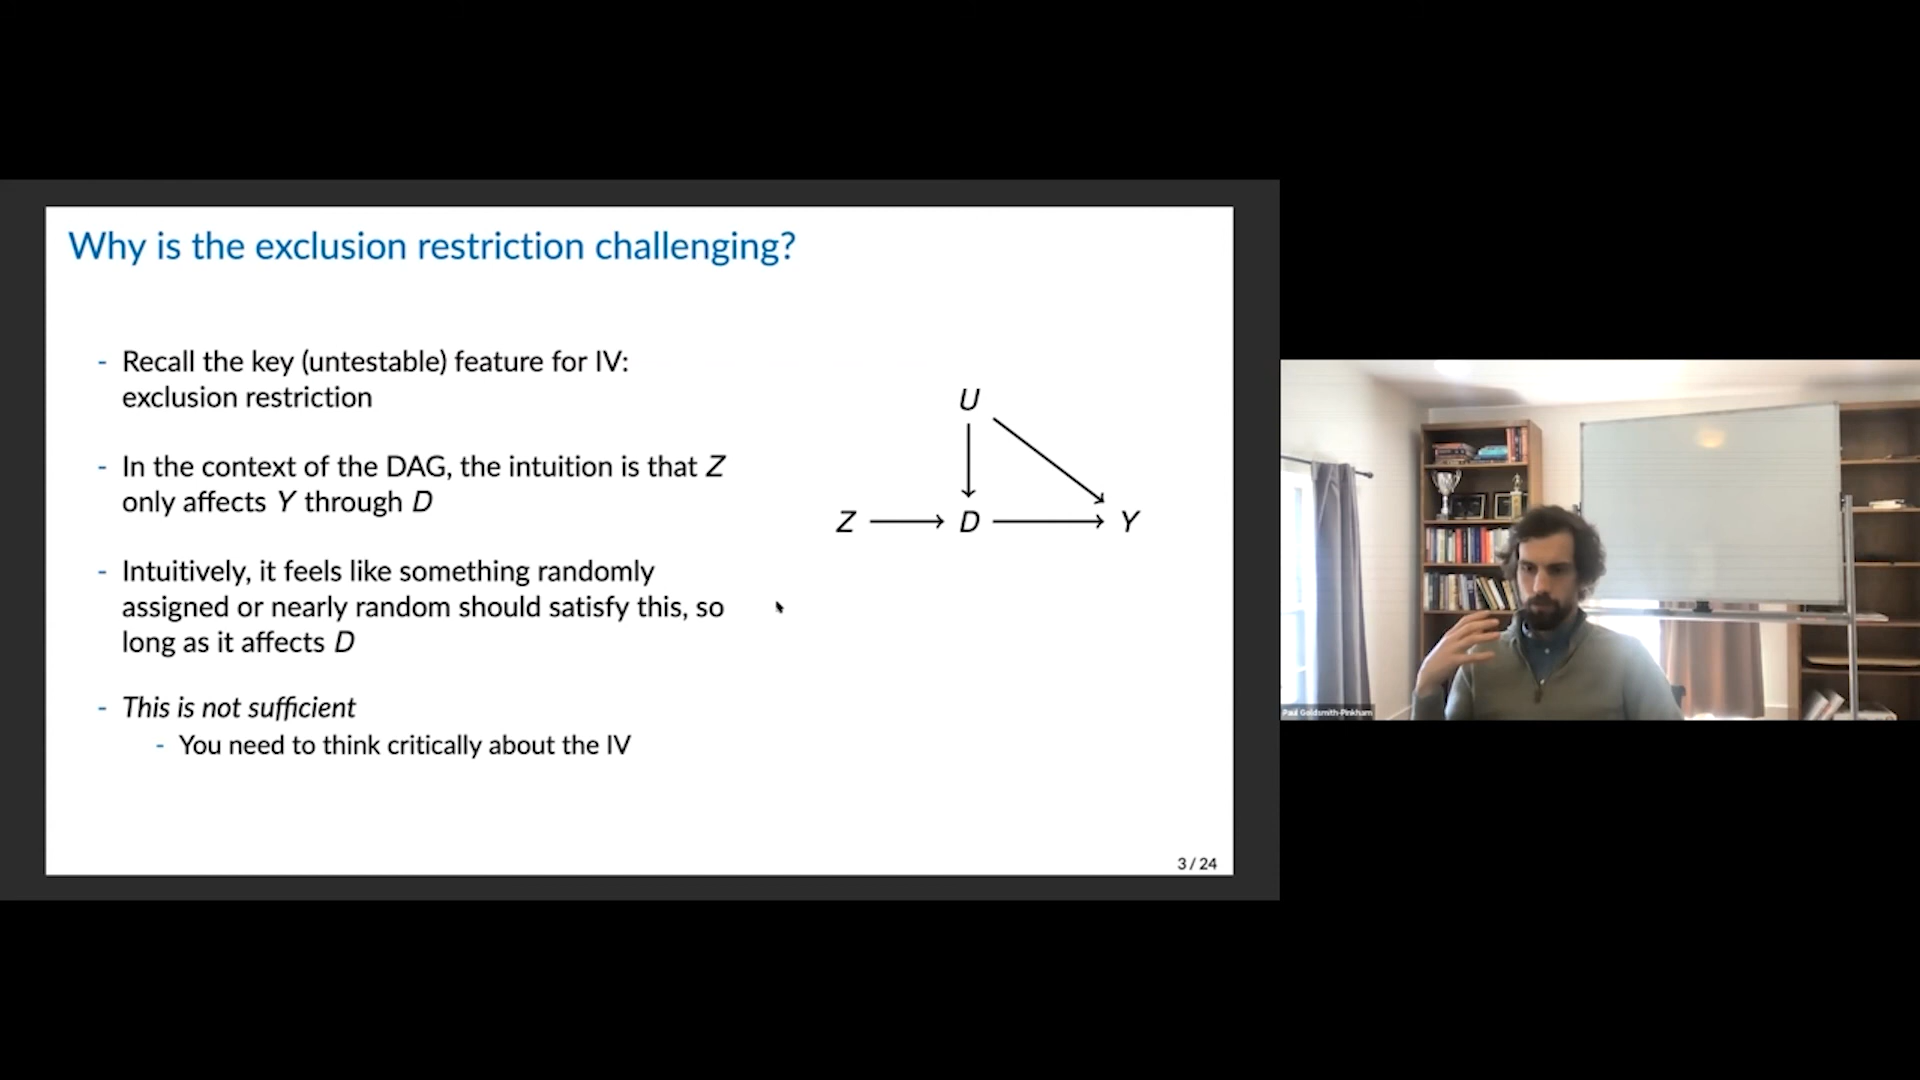 Why is the exclusion restriction challenging?
- Recall the key (untestable) feature for IV:
exclusion restriction
- In the context of the DAG, the intuition is that Z
only affects Y through D
- Intuitively, it feels like something randomly
assigned or nearly random should satisfy this, so
long as it affects D
- This is not sufficient
- You need to think critically about the IV
U
Z D Y
3 / 24
Paul Goldsmith-Pinkham